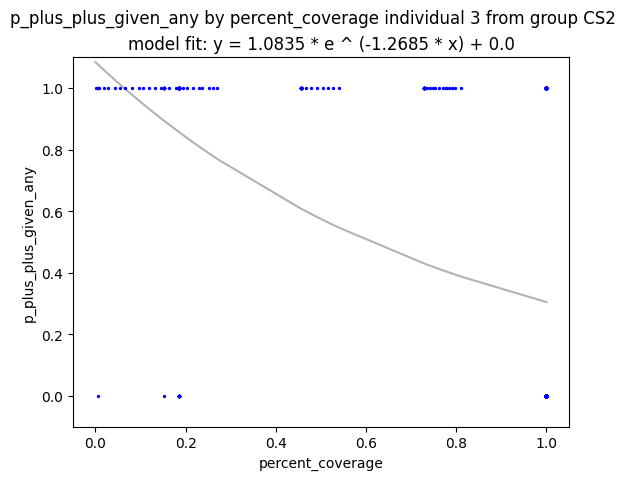 p_plus_plus_given_any by percent_coverage individual 3 from group CS2
model fit: y = 1.0835 * e ^ (-1.2685 * x) + 0.0
p_plus_plus_given_any
1.0
0.8
0.6
0.4
0.2
0.0
0.0 0.2 0.4 0.6 0.8 1.0
percent_coverage